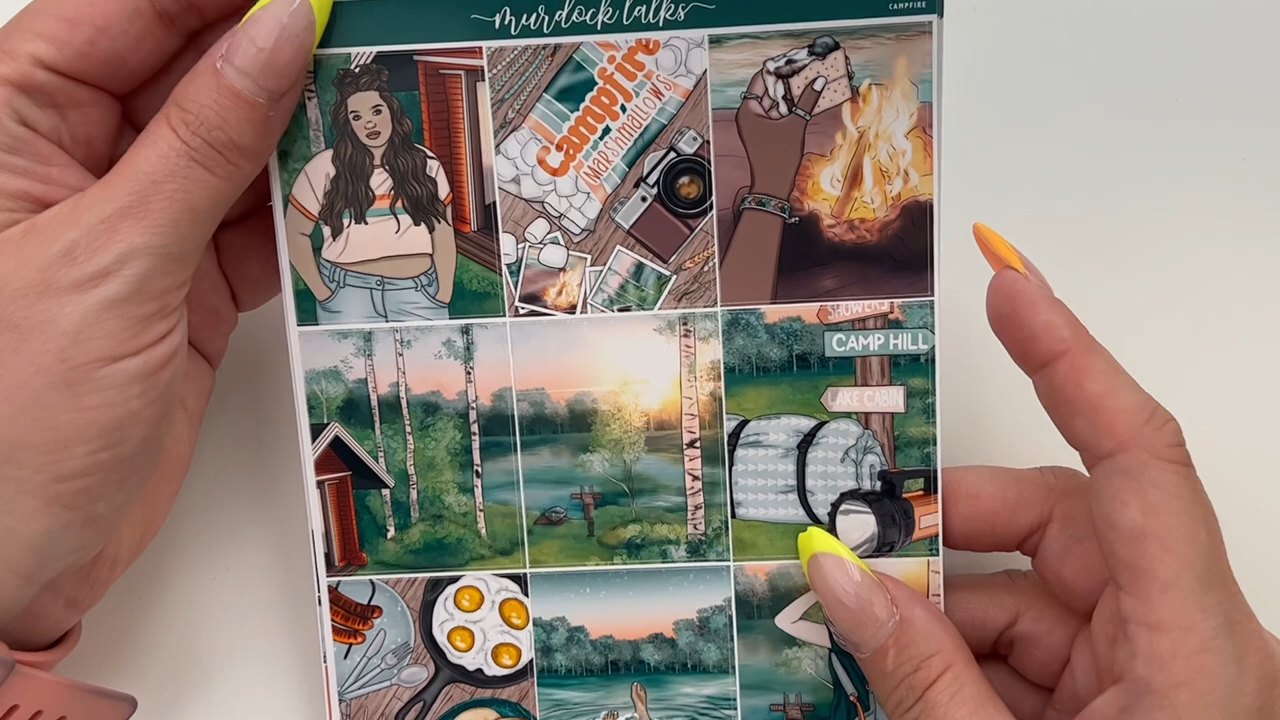 murdock talks
CAMPFIRE
Campfire
Marshmallows
SHOWERS
CAMP HILL
LAKE CABIN